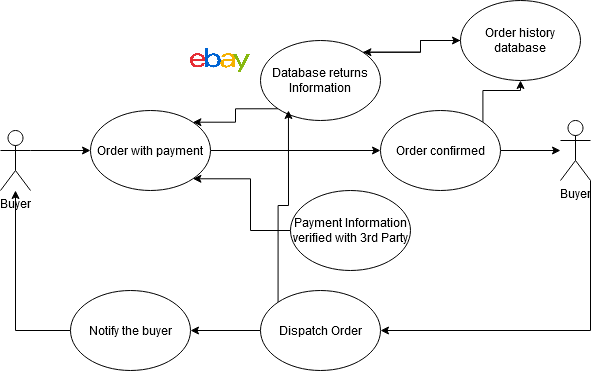 Order history
database
ebay
Database returns
Information
Order with payment
Order confirmed
Buyer
Buyer
Payment Information
verified with 3rd Party
Notify the buyer
Dispatch Order